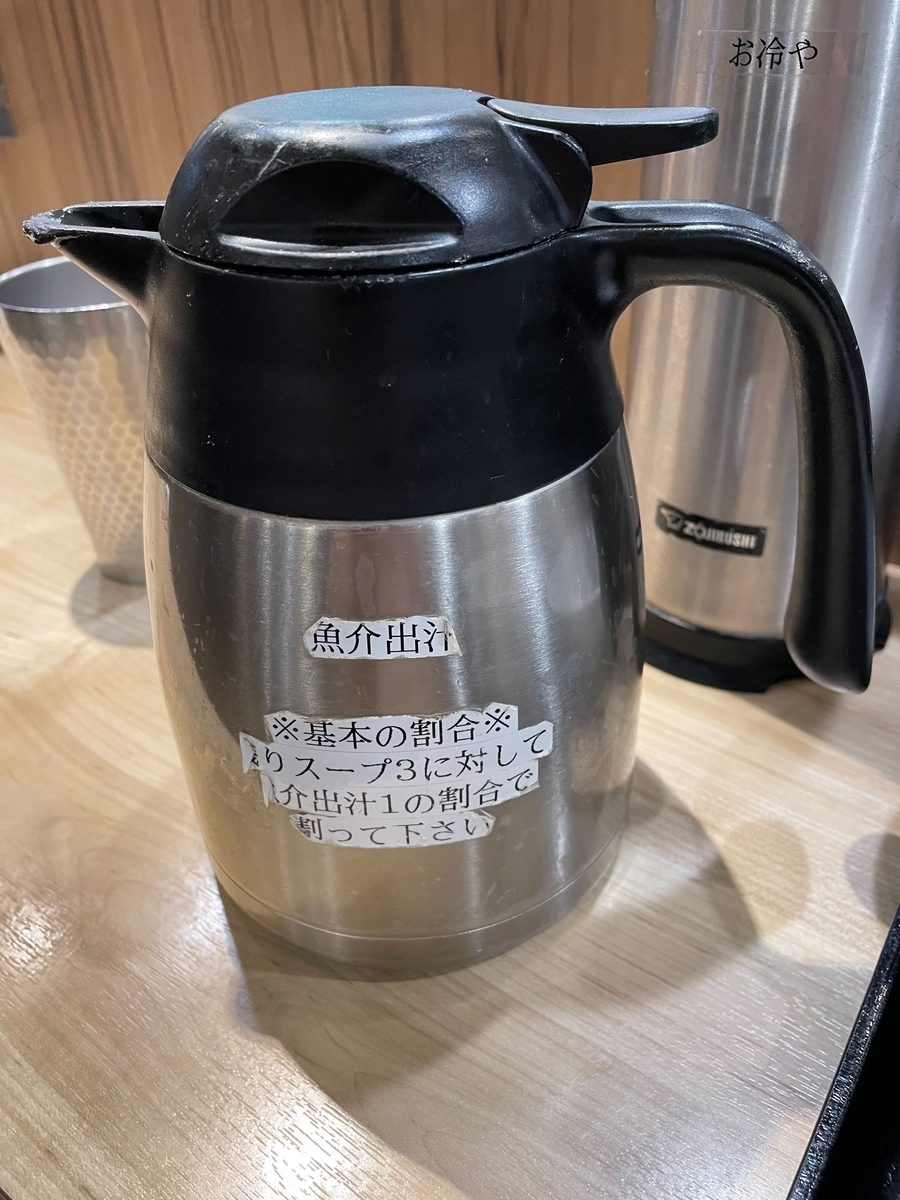 お冷や
ZOJIRUSHI
魚介出汁
※基本の割合※
りスープ3に対して
介出汁1の割合で
割って下さい